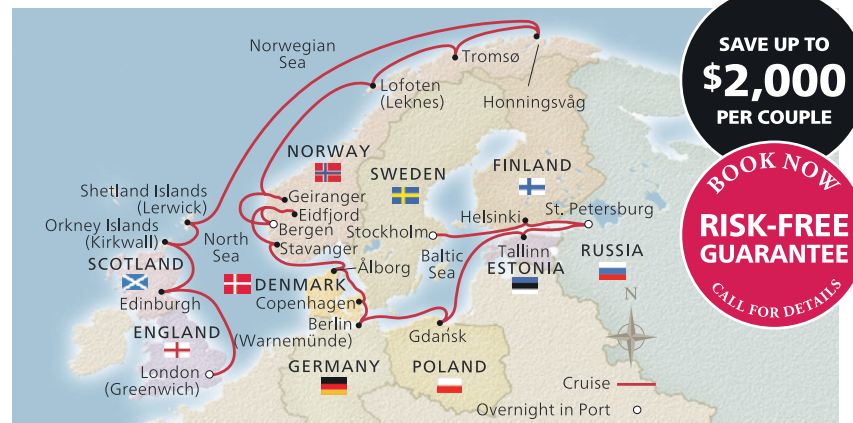 Norwegian
Sea
Tromsø
Lofoten
(Leknes)
Honningsvåg
NORWAY
SWEDEN
FINLAND
Shetland Islands
(Lerwick)
Geiranger
Eidfjord
Bergen
Helsinki
St. Petersburg
Orkney Islands
(Kirkwall)
North
Sea
Stockholm
Stavanger
Baltic
Sea
Tallinn
ESTONIA
RUSSIA
SCOTLAND
Ålborg
DENMARK
Edinburgh
Copenhagen
N
ENGLAND
Berlin
(Warnemünde)
Gdańsk
London
(Greenwich)
GERMANY
POLAND
Cruise
Overnight in Port
SAVE UP TO
$2,000
PER COUPLE
BOOK NOW
RISK-FREE
GUARANTEE
CALL FOR DETAILS